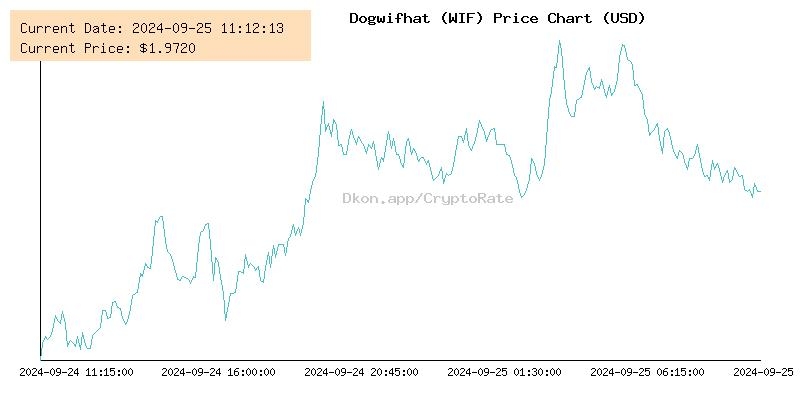 Dogwifhat (WIF) Price Chart (USD)
Current Date: 2024-09-25 11:12:13
Current Price: $1.9720
Dkon.app/CryptoRate
2024-09-24 11:15:00
2024-09-24 16:00:00
2024-09-24 20:45:00
2024-09-25 01:30:00
2024-09-25 06:15:00
2024-09-25